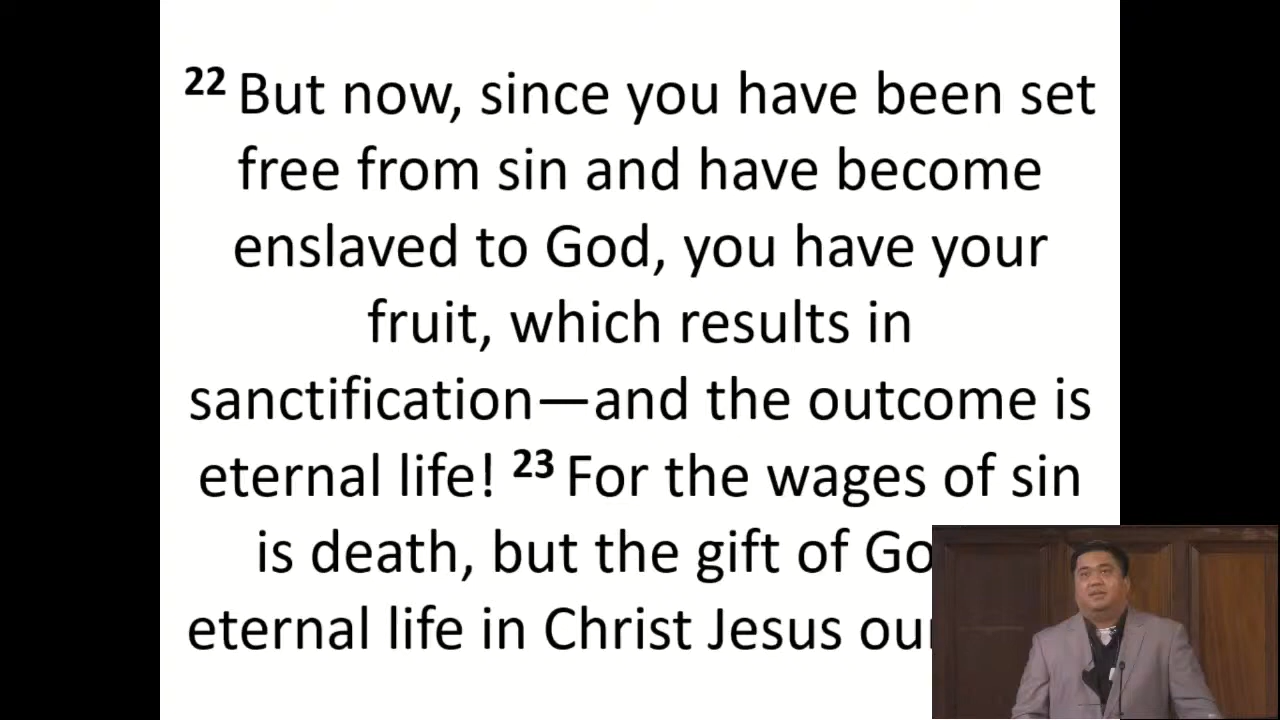 22 But now, since you have been set
free from sin and have become
enslaved to God, you have your
fruit, which results in
sanctification—and the outcome is
eternal life! 23 For the wages of sin
is death, but the gift of
eternal life in Christ Jesus